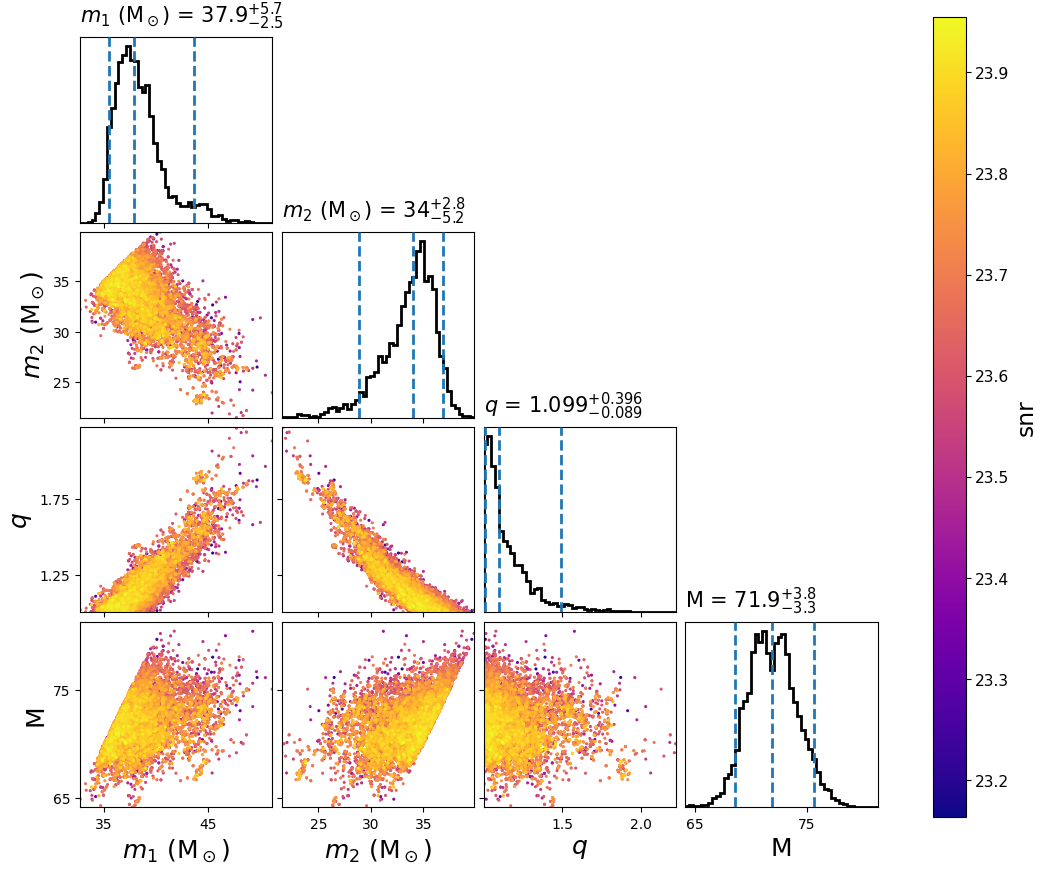 m₁ (M⊙) = 37.9+5.7−2.5
23.9
m₂ (M⊙) = 34+2.8−5.2
23.8
m₂ (M⊙)
35
30
25
23.7
23.6
q = 1.099+0.396−0.089
snr
q
1.75
1.25
23.5
23.4
M = 71.9+3.8−3.3
M
75
65
23.3
23.2
35 45 25 30 35 1.5 2.0 65 75
m₁ (M⊙) m₂ (M⊙) q M